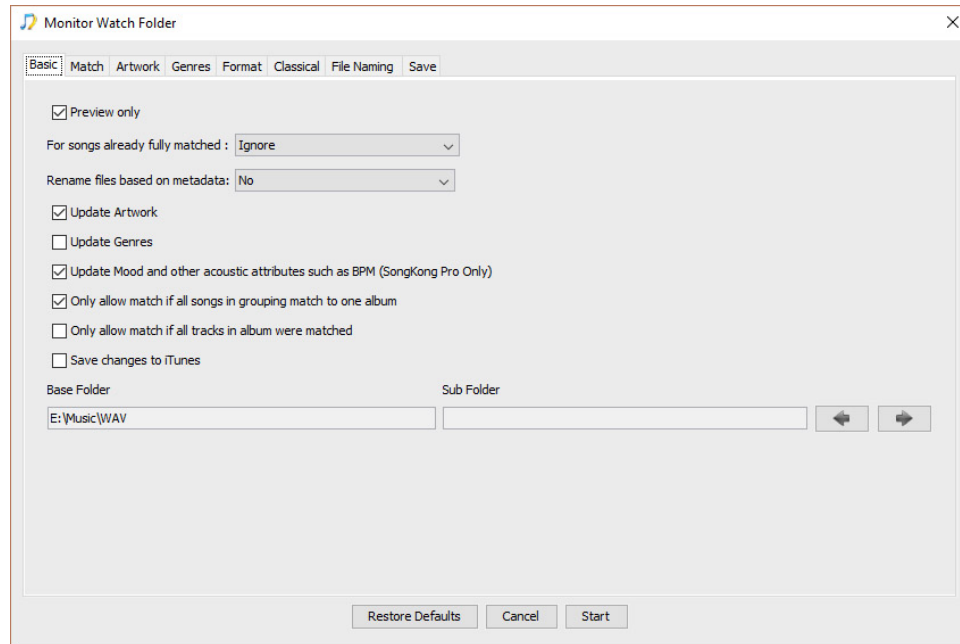 Monitor Watch Folder
Basic Match Artwork Genres Format Classical File Naming Save
Preview only
For songs already fully matched : Ignore
Rename files based on metadata: No
Update Artwork
Update Genres
Update Mood and other acoustic attributes such as BPM (SongKong Pro Only)
Only allow match if all songs in grouping match to one album
Only allow match if all tracks in album were matched
Save changes to iTunes
Base Folder Sub Folder
E:\Music\WAV
Restore Defaults Cancel Start